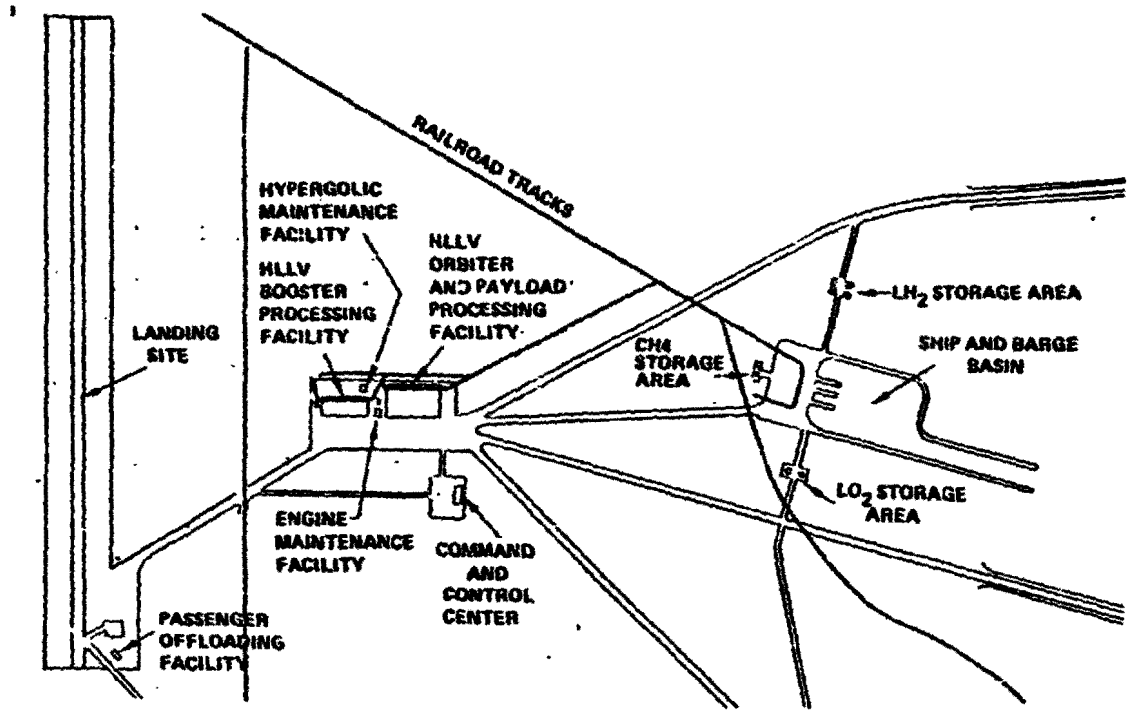 RAILROAD TRACKS
HYPERGOLIC
MAINTENANCE
FACILITY
HLLV
ORBITER
AND PAYLOAD
PROCESSING
FACILITY
HLLV
BOOSTER
PROCESSING
FACILITY
LANDING
SITE
LH2 STORAGE AREA
CH4
STORAGE
AREA
SHIP AND BARGE
BASIN
LO2 STORAGE
AREA
ENGINE
MAINTENANCE
FACILITY
COMMAND
AND
CONTROL
CENTER
PASSENGER
OFFLOADING
FACILITY